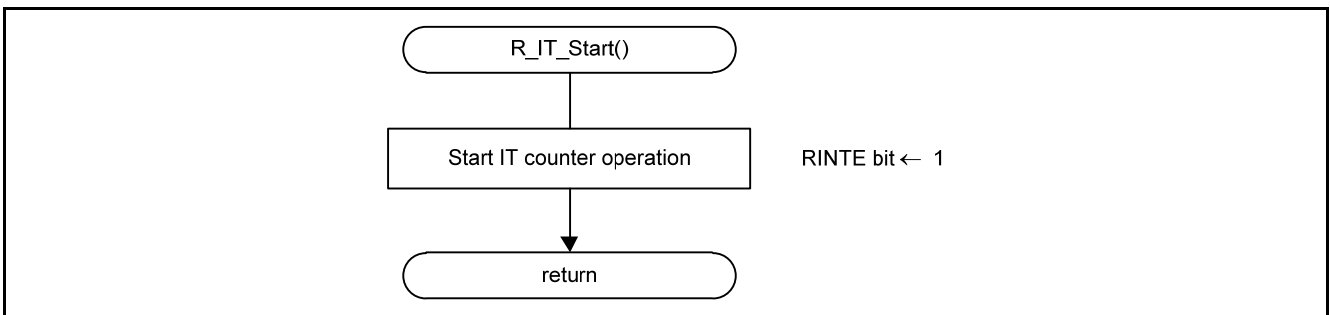 R_IT_Start()
Start IT counter operation
RINTE bit ← 1
return